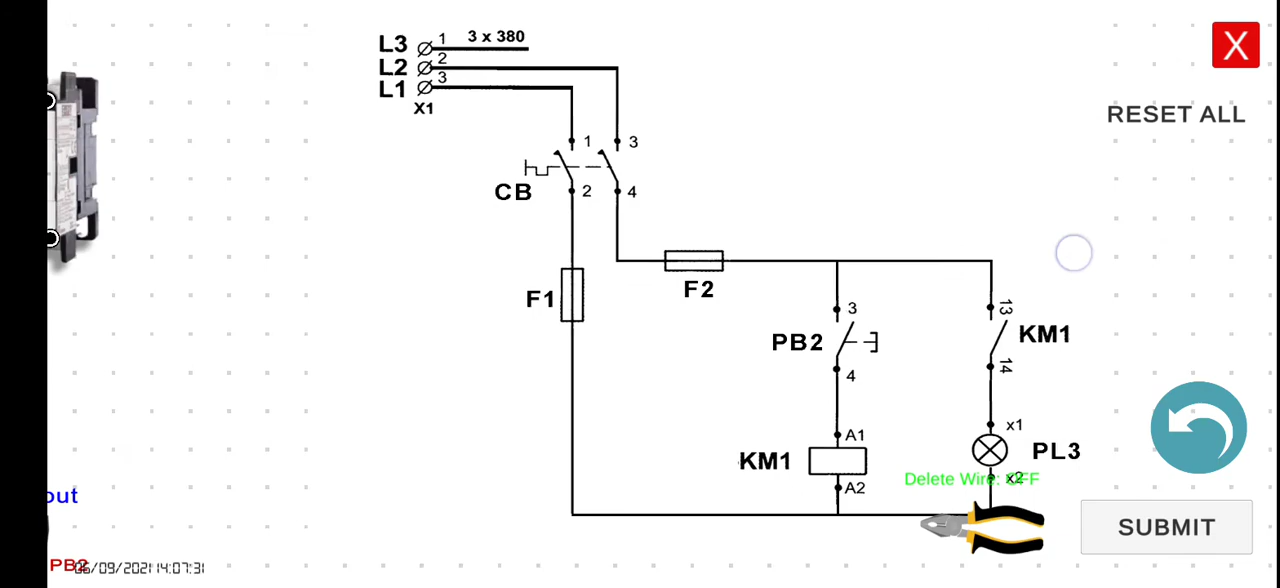 L3 1 3 x 380
L2 2
L1 3
X1
X
RESET ALL
1 3
CB 2 4
F1
F2
3
PB2
4
13
KM1
14
A1
KM1
A2
x1
PL3
x2
Delete Wire: OFF
out
SUBMIT
PB2
06/09/2021 14:07:31